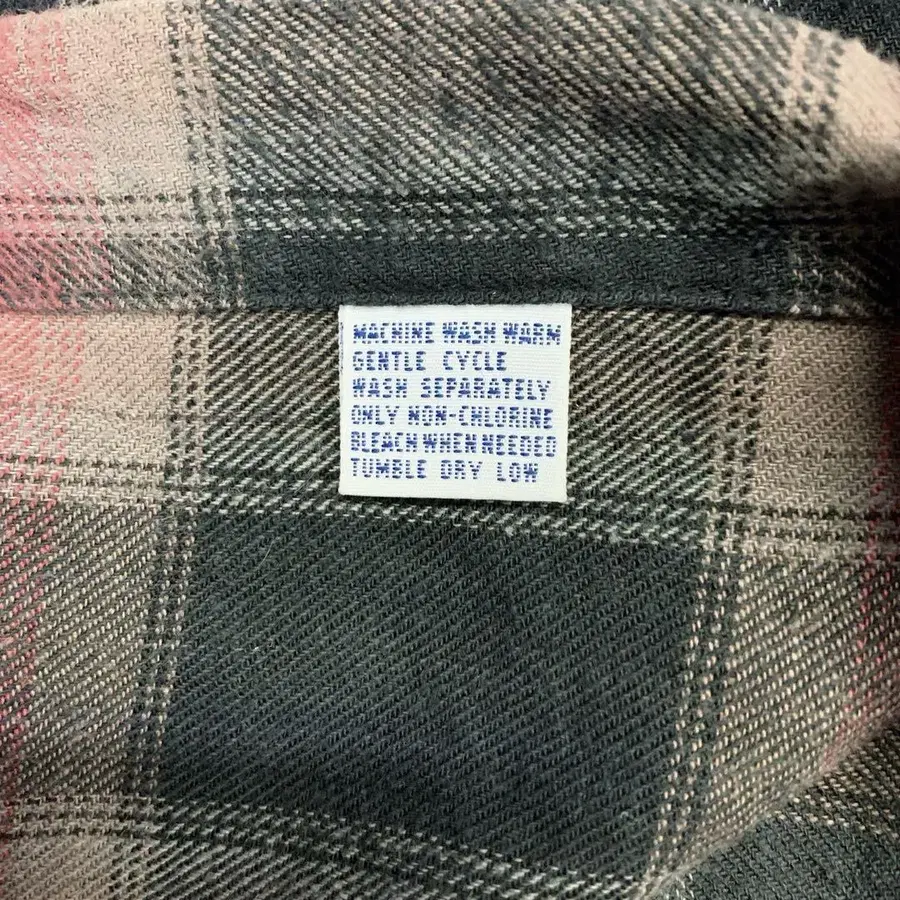 MACHINE WASH WARM
GENTLE CYCLE
WASH SEPARATELY
ONLY NON-CHLORINE
BLEACH WHEN NEEDED
TUMBLE DRY LOW